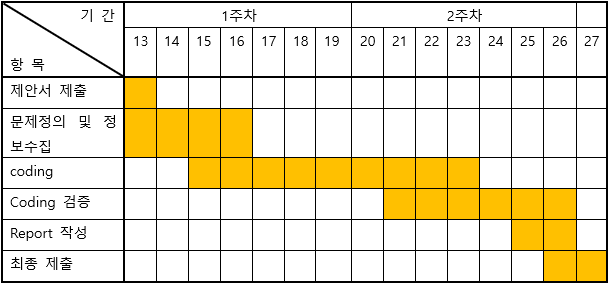 기 간 1주차 2주차
항 목 13 14 15 16 17 18 19 20 21 22 23 24 25 26 27
제안서 제출
문제정의 및 정
보수집
coding
Coding 검증
Report 작성
최종 제출